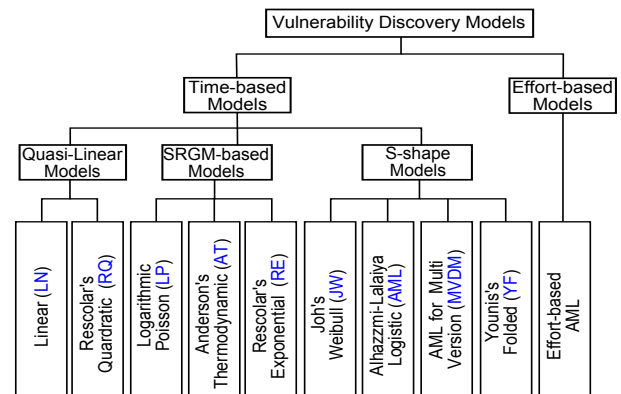 Vulnerability Discovery Models
Time-based
Models
Effort-based
Models
Quasi-Linear
Models
SRGM-based
Models
S-shape
Models
Linear (LN)
Rescolar's
Quardratic (RQ)
Logarithmic
Poisson (LP)
Anderson's
Thermodynamic (AT)
Rescolar's
Exponential (RE)
Joh's
Weibull (JW)
Alhazzmi-Lalaiya
Logistic (AML)
AML for Multi
Version (MVDM)
Younis's
Folded (YF)
Effort-based
AML